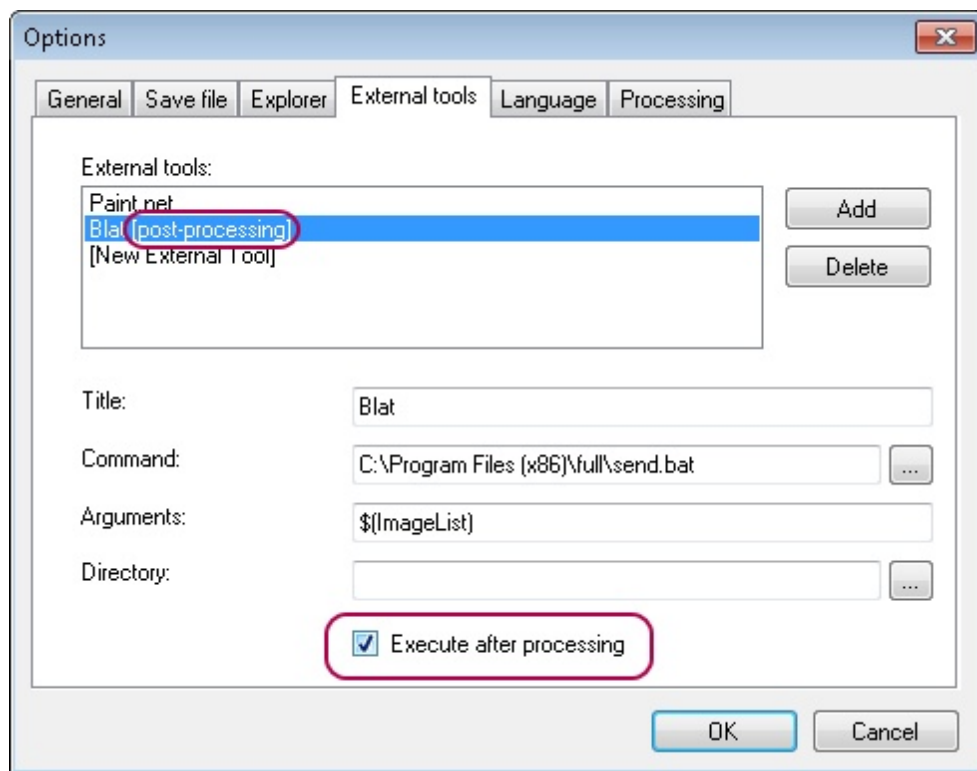 Options
General Save file Explorer External tools Language Processing
External tools:
Paint.net
Add
Blat [post-processing]
[New External Tool]
Delete
Title:
Blat
Command:
C:\Program Files (x86)\full\send.bat
...
Arguments:
$(ImageList)
Directory:
...
Execute after processing
OK
Cancel